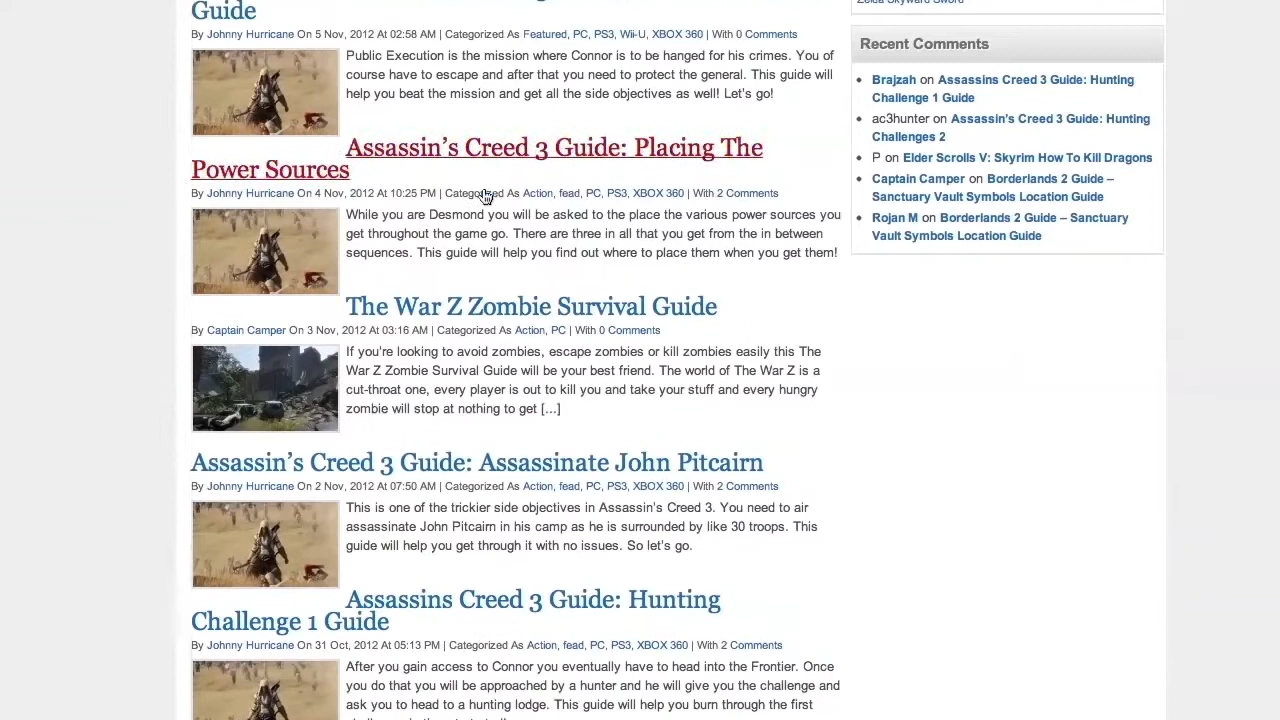 Guide
By Johnny Hurricane On 5 Nov, 2012 At 02:58 AM | Categorized As Featured, PC, PS3, Wii-U, XBOX 360 | With 0 Comments
Public Execution is the mission where Connor is to be hanged for his crimes. You of
course have to escape and after that you need to protect the general. This guide will
help you beat the mission and get all the side objectives as well! Let's go!
Assassin's Creed 3 Guide: Placing The
Power Sources
By Johnny Hurricane On 4 Nov, 2012 At 10:25 PM | Categorized As Action, fead, PC, PS3, XBOX 360 | With 2 Comments
While you are Desmond you will be asked to the place the various power sources you
get throughout the game go. There are three in all that you get from the in between
sequences. This guide will help you find out where to place them when you get them!
The War Z Zombie Survival Guide
By Captain Camper On 3 Nov, 2012 At 03:16 AM | Categorized As Action, PC | With 0 Comments
If you're looking to avoid zombies, escape zombies or kill zombies easily this The
War Z Zombie Survival Guide will be your best friend. The world of The War Z is a
cut-throat one, every player is out to kill you and take your stuff and every hungry
zombie will stop at nothing to get [...]
Assassin's Creed 3 Guide: Assassinate John Pitcairn
By Johnny Hurricane On 2 Nov, 2012 At 07:50 AM | Categorized As Action, fead, PC, PS3, XBOX 360 | With 2 Comments
This is one of the trickier side objectives in Assassin's Creed 3. You need to air
assassinate John Pitcairn in his camp as he is surrounded by like 30 troops. This
guide will help you get through it with no issues. So let's go.
Assassins Creed 3 Guide: Hunting
Challenge 1 Guide
By Johnny Hurricane On 31 Oct, 2012 At 05:13 PM | Categorized As Action, fead, PC, PS3, XBOX 360 | With 2 Comments
After you gain access to Connor you eventually have to head into the Frontier. Once
you do that you will be approached by a hunter and he will give you the challenge and
ask you to head to a hunting lodge. This guide will help you burn through the first
Zelda Skyward Sword
Recent Comments
Brajzah on Assassins Creed 3 Guide: Hunting
Challenge 1 Guide
ac3hunter on Assassin's Creed 3 Guide: Hunting
Challenges 2
P on Elder Scrolls V: Skyrim How To Kill Dragons
Captain Camper on Borderlands 2 Guide –
Sanctuary Vault Symbols Location Guide
Rojan M on Borderlands 2 Guide – Sanctuary
Vault Symbols Location Guide